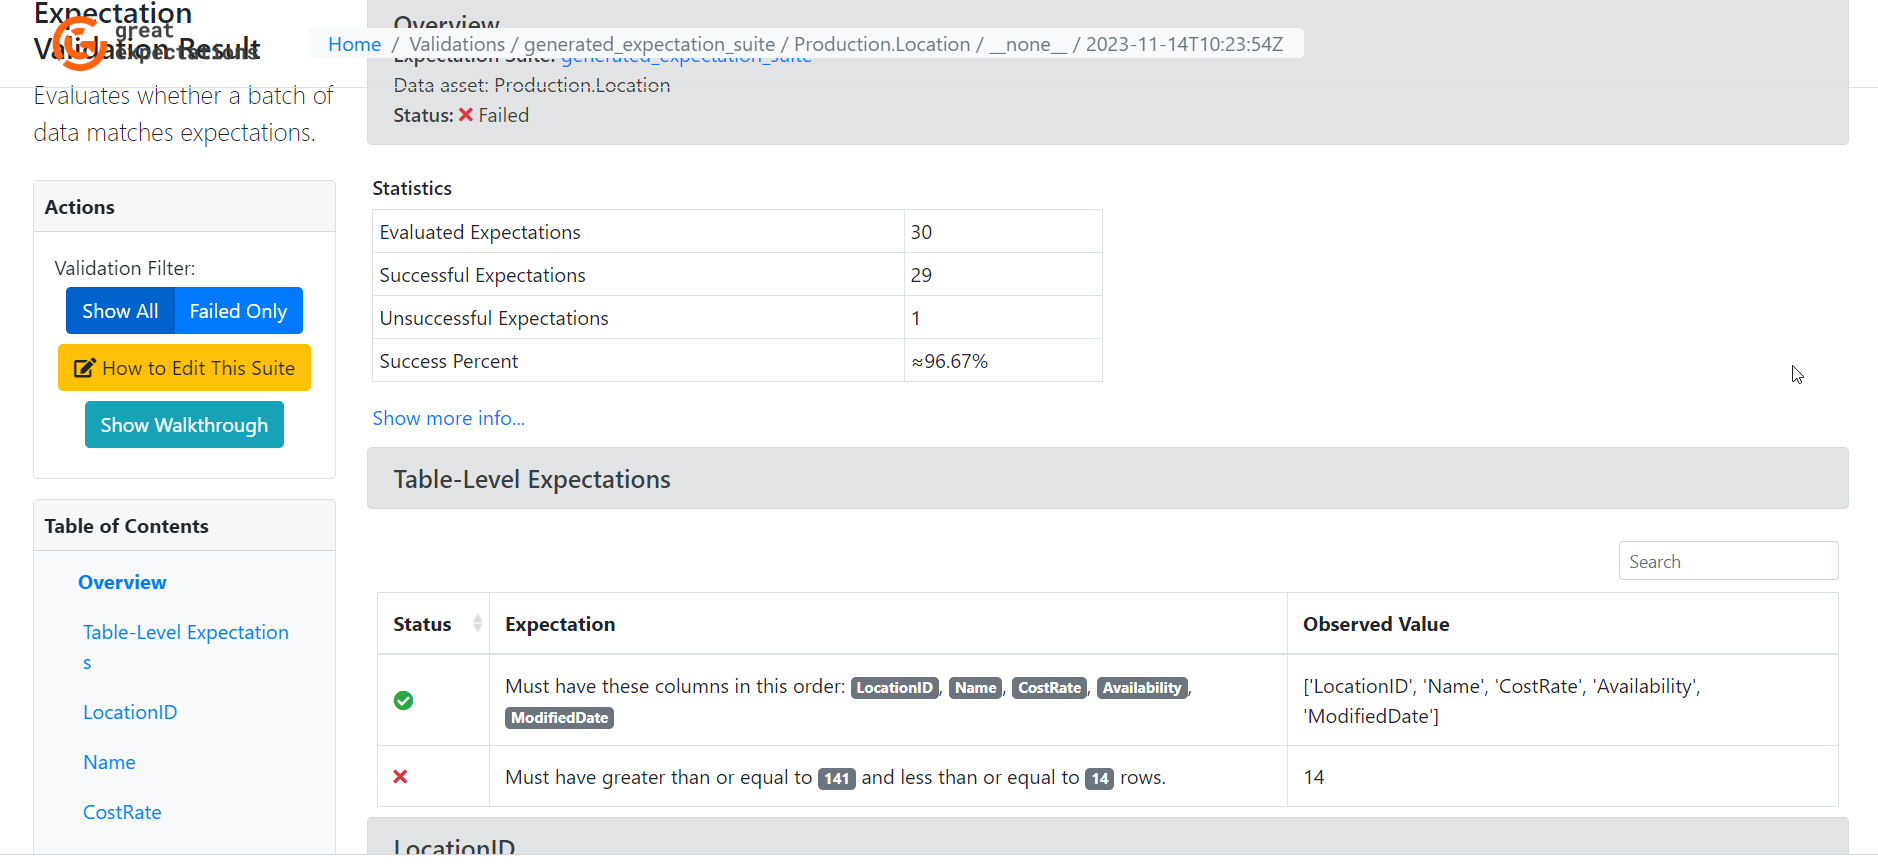 Expectation
Validation Result
great
expectations
Evaluates whether a batch of
data matches expectations.
Home / Validations / generated_expectation_suite / Production.Location / __none__ / 2023-11-14T10:23:54Z
Overview
Expectation Suite: generated_expectation_suite
Data asset: Production.Location
Status: ✖ Failed
Actions
Validation Filter:
Show All Failed Only
How to Edit This Suite
Show Walkthrough
Table of Contents
Overview
Table-Level Expectation
s
LocationID
Name
CostRate
Statistics
Evaluated Expectations 30
Successful Expectations 29
Unsuccessful Expectations 1
Success Percent ≈96.67%
Show more info...
Table-Level Expectations
Search
Status Expectation Observed Value
Must have these columns in this order: LocationID, Name, CostRate, Availability,
ModifiedDate
['LocationID', 'Name', 'CostRate', 'Availability',
'ModifiedDate']
Must have greater than or equal to 141 and less than or equal to 14 rows. 14
LocationID